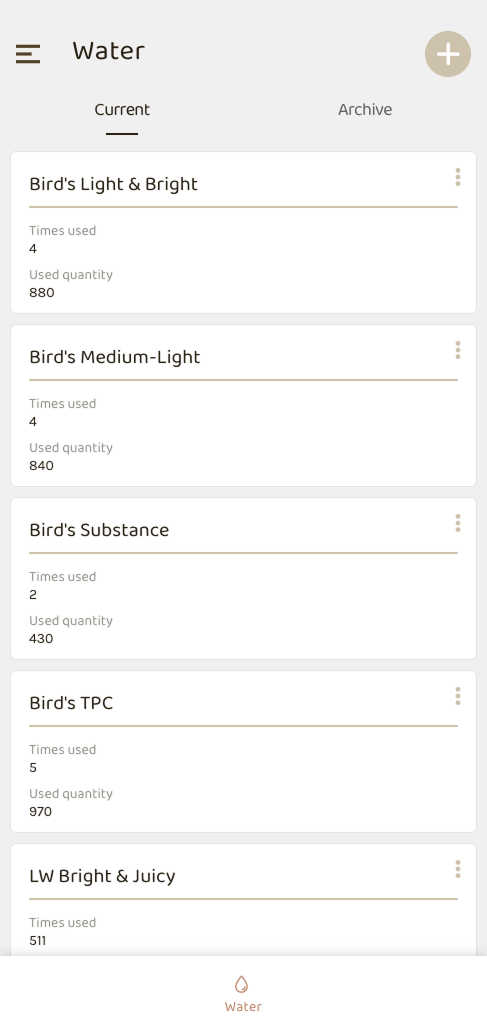 Water
Current
Archive
Bird's Light & Bright
Times used
4
Used quantity
880
Bird's Medium-Light
Times used
4
Used quantity
840
Bird's Substance
Times used
2
Used quantity
430
Bird's TPC
Times used
5
Used quantity
970
LW Bright & Juicy
Times used
511
Water